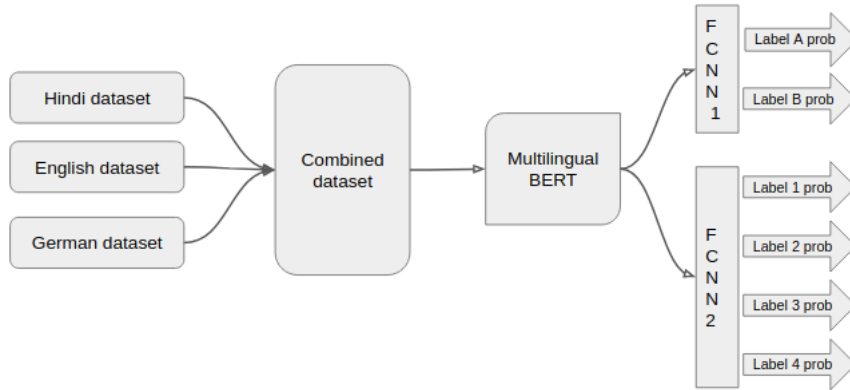 Hindi dataset
English dataset
German dataset
Combined
dataset
Multilingual
BERT
F
C
N
N
1
Label A prob
Label B prob
F
C
N
N
2
Label 1 prob
Label 2 prob
Label 3 prob
Label 4 prob